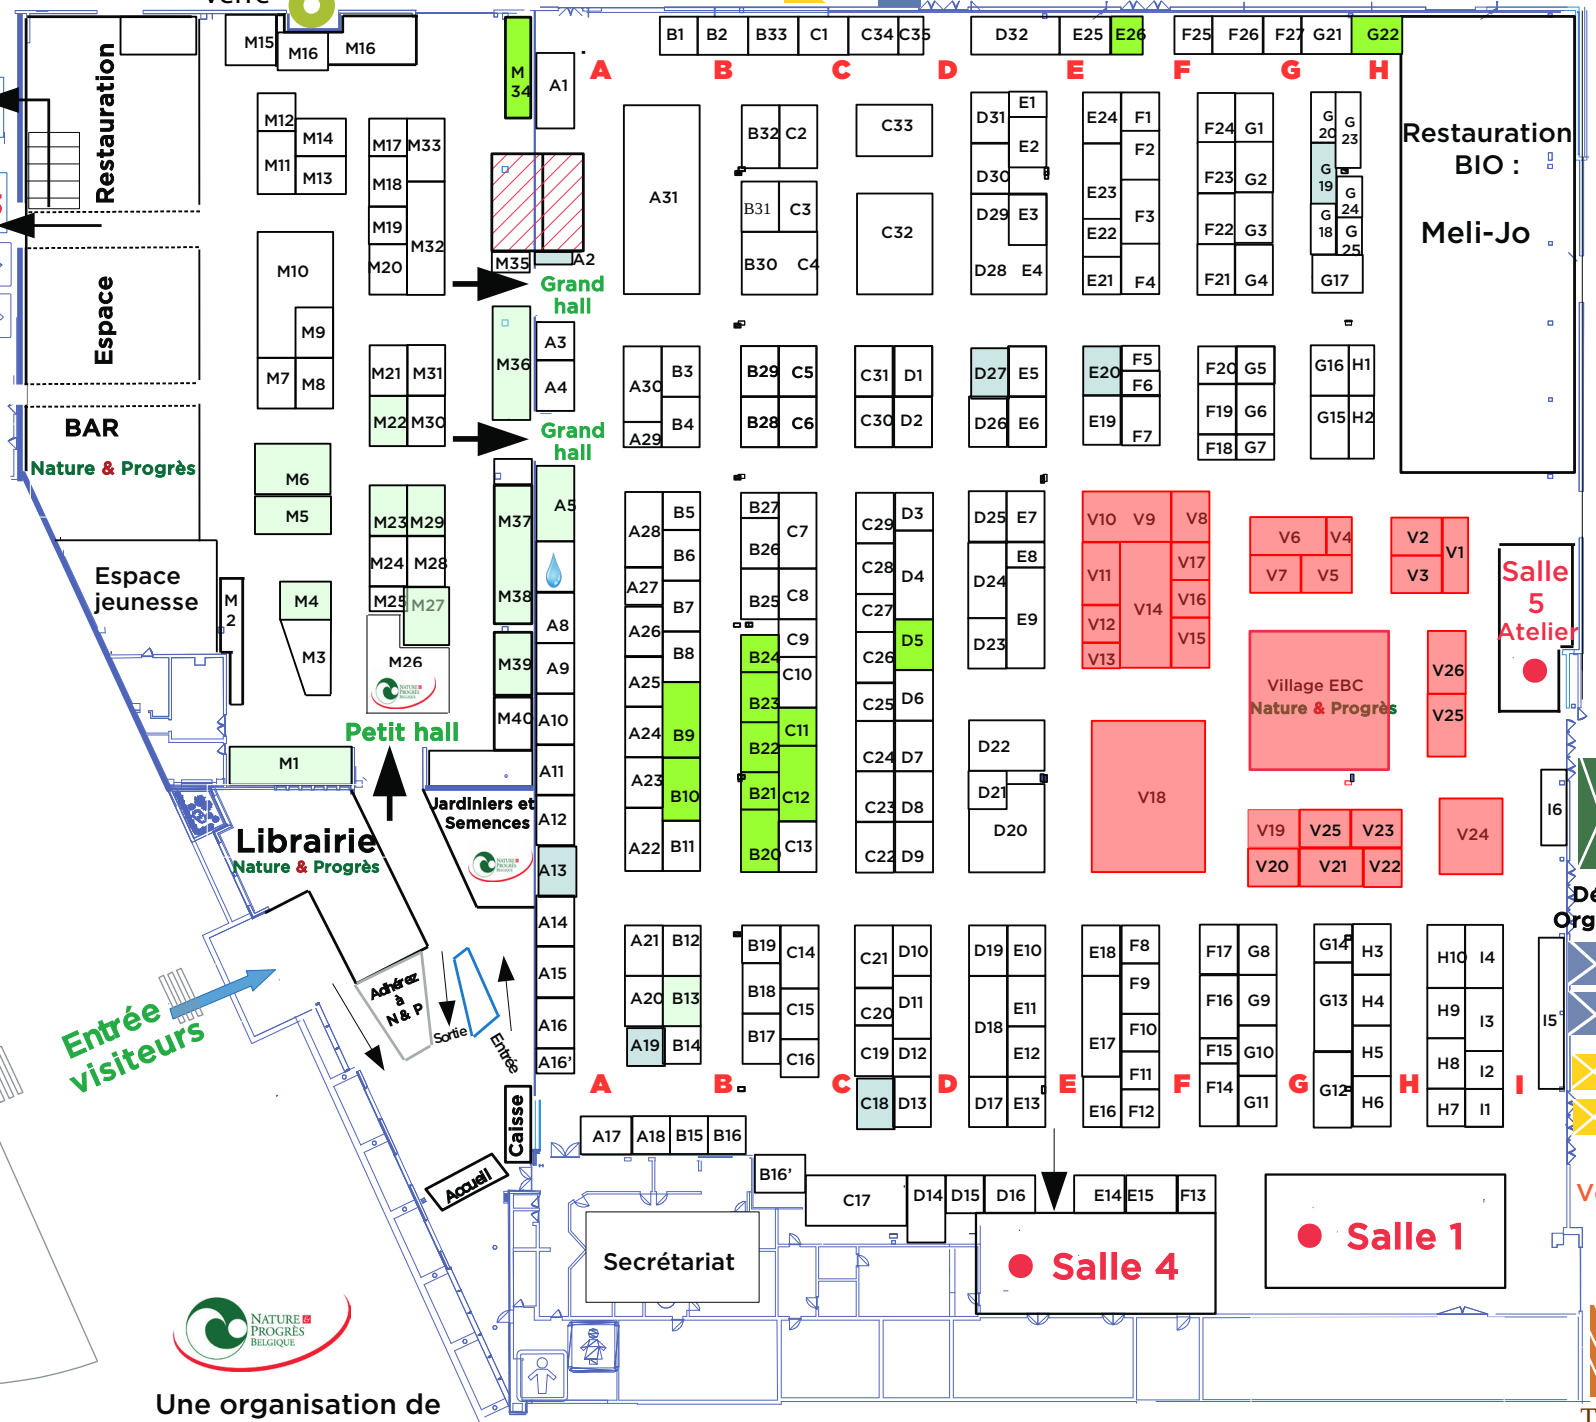 Verre
M15
M16
M16
M
34
A1
B1
B2
B33
C1
C34
C35
D32
E25
E26
F25
F26
F27
G21
G22
A
B
C
D
E
F
G
H
Restauration
M12
M11
M14
M13
M17
M33
M18
M19
M20
M32
A31
B32
C2
B31
C3
B30
C4
C33
C32
D31
E1
E2
D30
D29
E3
D28
E4
E24
F1
F2
E23
F3
E22
E21
F4
F24
G1
F23
G2
F22
G3
F21
G4
G
20
G
23
G
19
G
24
G
18
G
25
G17
Restauration
BIO :
Meli-Jo
M35
A2
Grand
hall
Espace
M10
M9
M7
M8
M21
M31
M22
M30
M36
A3
A4
Grand
hall
A30
B3
A29
B4
B29
C5
B28
C6
C31
D1
C30
D2
D27
E5
D26
E6
E20
F5
F6
E19
F7
F20
G5
F19
G6
F18
G7
G16
H1
G15
H2
BAR
Nature & Progrès
M6
M5
M23
M29
M24
M28
M25
M27
M37
M38
A5
A8
A9
A10
A11
A12
A13
A14
A15
A16
A16'
Espace
jeunesse
M
2
M4
M3
M26
NATURE &
PROGRÈS
BELGIQUE
M39
M40
Petit hall
M1
A28
B5
B6
A27
B7
A26
B8
A25
A24
B9
A23
B10
A22
B11
B27
C7
B26
B25
C8
C9
B24
C10
B23
C11
B22
B21
C12
B20
C13
C29
D3
C28
D4
C27
C26
D5
C25
D6
C24
D7
C23
D8
C22
D9
D25
E7
E8
D24
E9
D23
D22
D21
D20
V10
V9
V8
V11
V17
V14
V16
V12
V15
V13
V18
V6
V4
V7
V5
V2
V1
V3
Salle
5
Atelier
Village EBC
Nature & Progrès
V26
V25
V19
V25
V23
V20
V21
V22
V24
I6
Librairie
Nature & Progrès
Jardiniers et
Semences
NATURE &
PROGRÈS
BELGIQUE
Entrée
visiteurs
Adhérez
à
N & P
Sortie
Entrée
A21
B12
A20
B13
A19
B14
B19
C14
B18
C15
B17
C16
C21
D10
C20
D11
C19
D12
C18
D13
D19
E10
D18
E11
E12
D17
E13
E18
F8
F9
E17
F10
F11
E16
F12
F17
G8
F16
G9
F15
G10
F14
G11
G14
H3
G13
H4
H5
G12
H6
H10
I4
H9
I3
H8
I2
H7
I1
I5
Dé
Org
A
B
C
D
E
F
G
H
I
Caisse
Accueil
A17
A18
B15
B16
B16'
C17
D14
D15
D16
E14
E15
F13
Secrétariat
Salle 4
Salle 1
NATURE &
PROGRÈS
BELGIQUE
Une organisation de